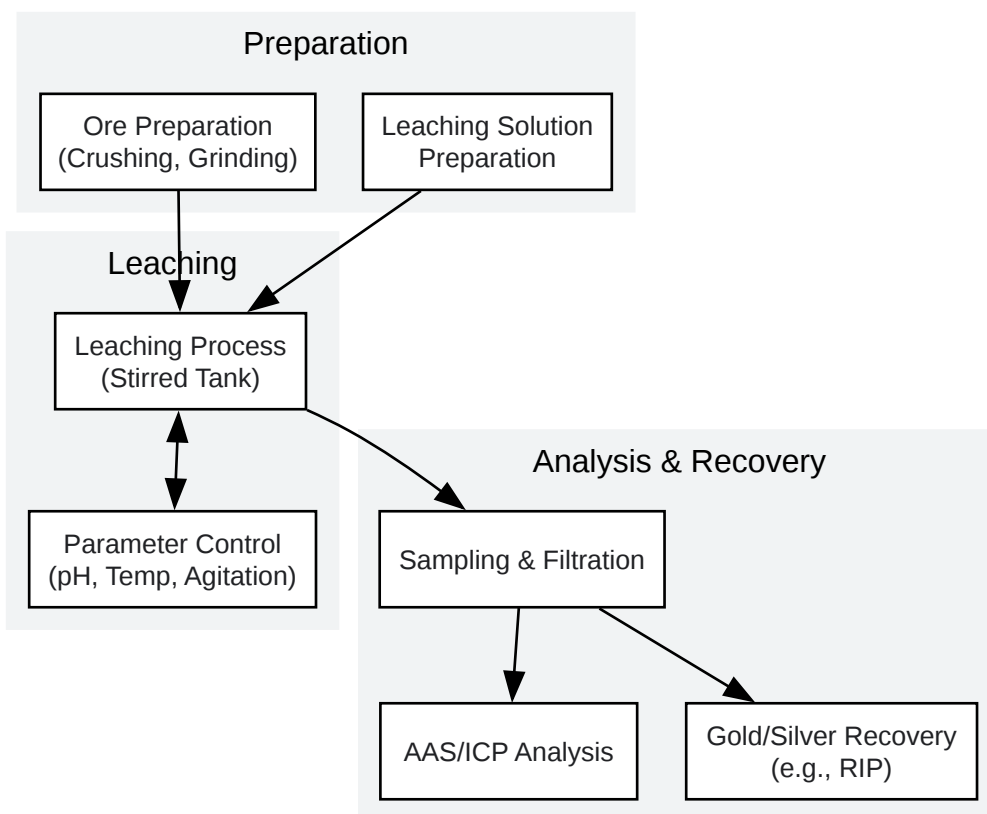 Preparation
Ore Preparation
(Crushing, Grinding)
Leaching Solution
Preparation
Leaching
Leaching Process
(Stirred Tank)
Parameter Control
(pH, Temp, Agitation)
Analysis & Recovery
Sampling & Filtration
AAS/ICP Analysis
Gold/Silver Recovery
(e.g., RIP)